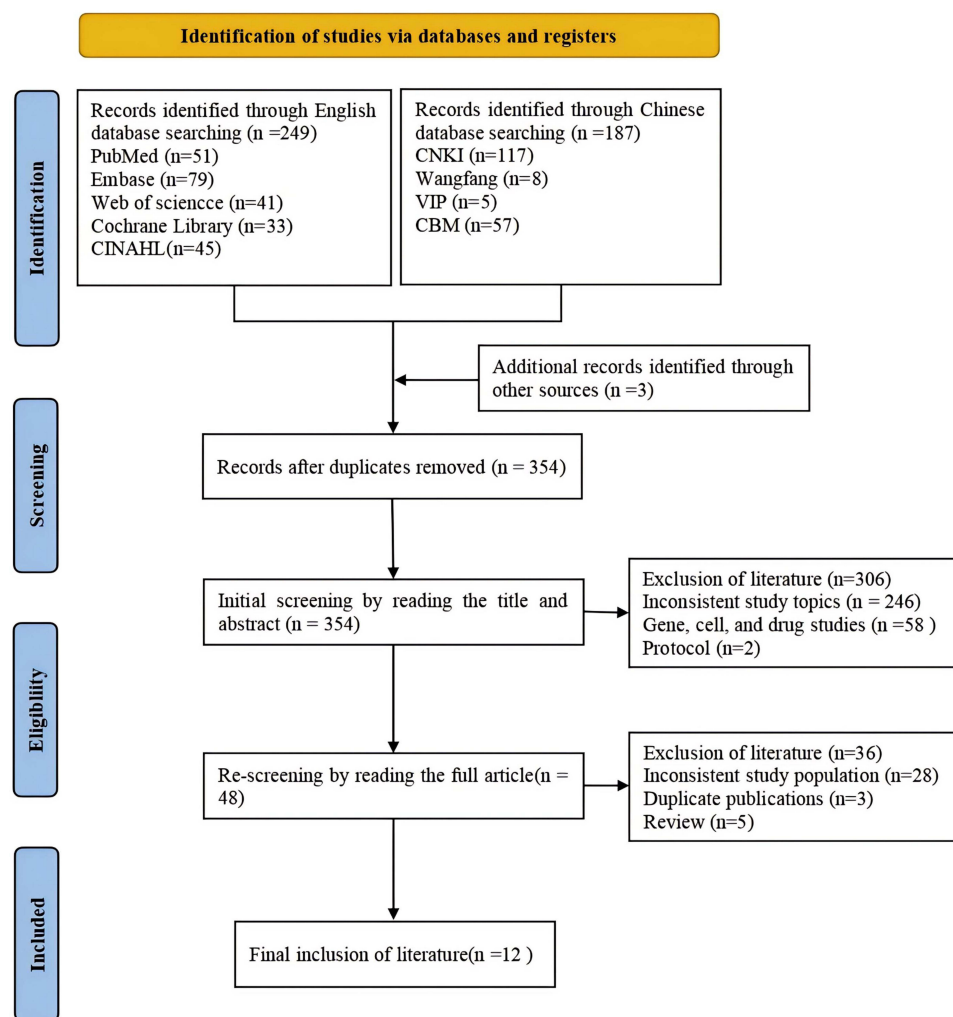 Identification of studies via databases and registers
Identification
Records identified through English
database searching (n =249)
PubMed (n=51)
Embase (n=79)
Web of sciencce (n=41)
Cochrane Library (n=33)
CINAHL(n=45)
Records identified through Chinese
database searching (n =187)
CNKI (n=117)
Wangfang (n=8)
VIP (n=5)
CBM (n=57)
Additional records identified through
other sources (n =3)
Screening
Records after duplicates removed (n = 354)
Initial screening by reading the title and
abstract (n = 354)
Exclusion of literature (n=306)
Inconsistent study topics (n = 246)
Gene, cell, and drug studies (n =58 )
Protocol (n=2)
Eligibliity
Re-screening by reading the full article(n =
48)
Exclusion of literature (n=36)
Inconsistent study population (n=28)
Duplicate publications (n=3)
Review (n=5)
Included
Final inclusion of literature(n =12 )